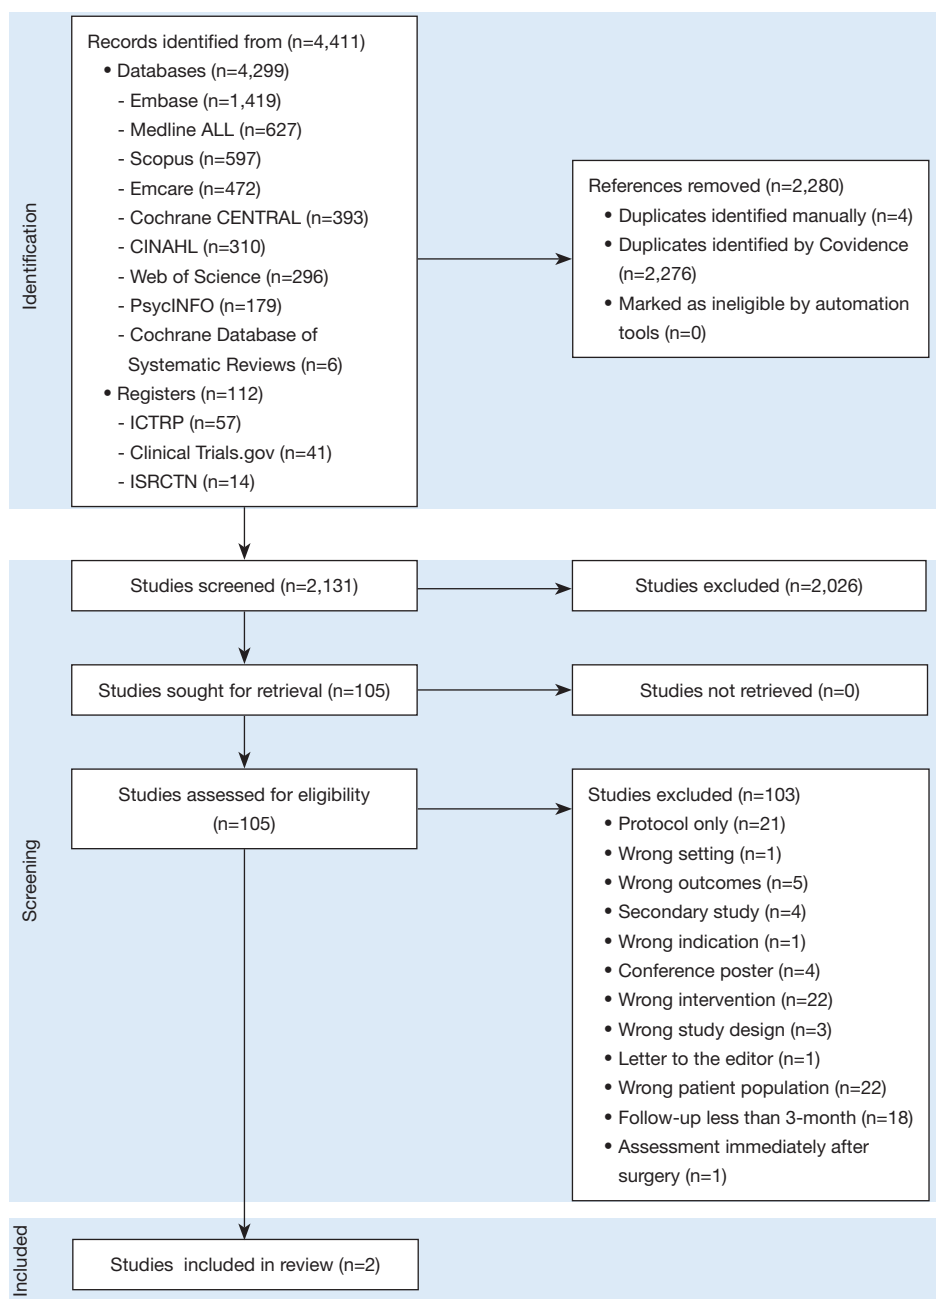 Identification
Records identified from (n=4,411)
• Databases (n=4,299)
- Embase (n=1,419)
- Medline ALL (n=627)
- Scopus (n=597)
- Emcare (n=472)
- Cochrane CENTRAL (n=393)
- CINAHL (n=310)
- Web of Science (n=296)
- PsycINFO (n=179)
- Cochrane Database of
Systematic Reviews (n=6)
• Registers (n=112)
- ICTRP (n=57)
- Clinical Trials.gov (n=41)
- ISRCTN (n=14)
References removed (n=2,280)
• Duplicates identified manually (n=4)
• Duplicates identified by Covidence
(n=2,276)
• Marked as ineligible by automation
tools (n=0)
Screening
Studies screened (n=2,131)
Studies excluded (n=2,026)
Studies sought for retrieval (n=105)
Studies not retrieved (n=0)
Studies assessed for eligibility
(n=105)
Studies excluded (n=103)
• Protocol only (n=21)
• Wrong setting (n=1)
• Wrong outcomes (n=5)
• Secondary study (n=4)
• Wrong indication (n=1)
• Conference poster (n=4)
• Wrong intervention (n=22)
• Wrong study design (n=3)
• Letter to the editor (n=1)
• Wrong patient population (n=22)
• Follow-up less than 3-month (n=18)
• Assessment immediately after
surgery (n=1)
Included
Studies included in review (n=2)